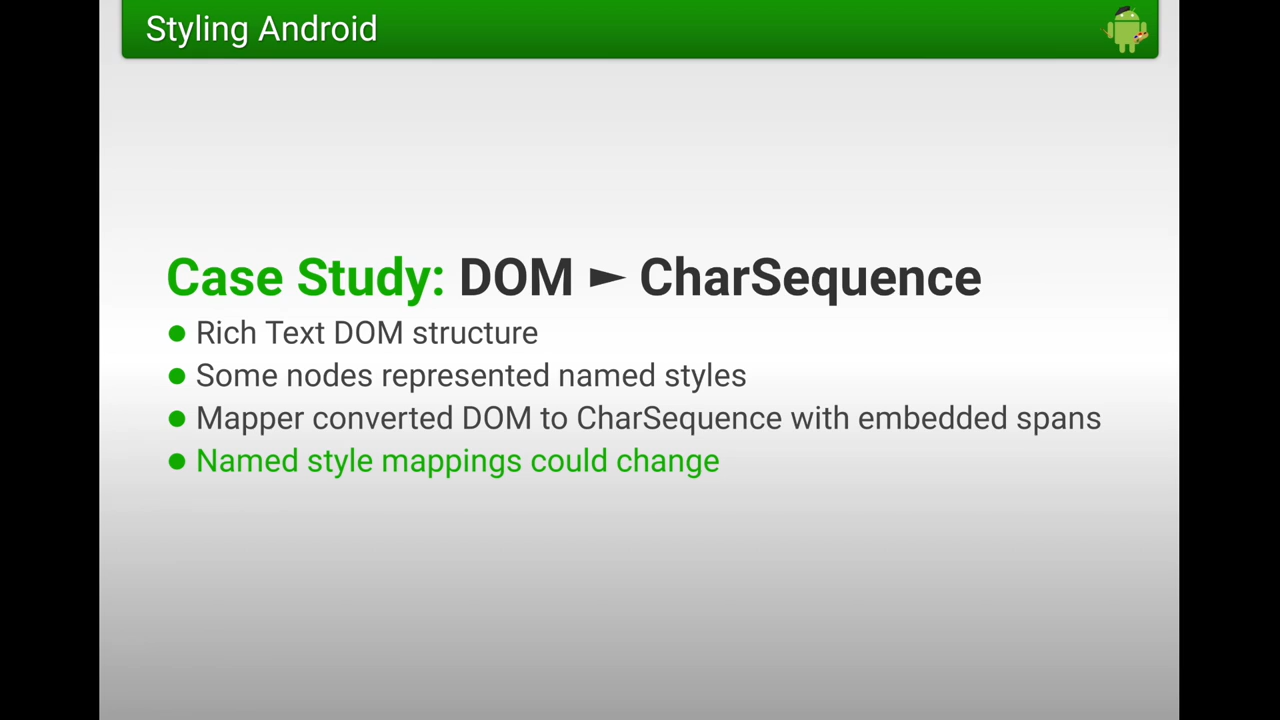 Styling Android
Case Study: DOM ► CharSequence
Rich Text DOM structure
Some nodes represented named styles
Mapper converted DOM to CharSequence with embedded spans
Named style mappings could change